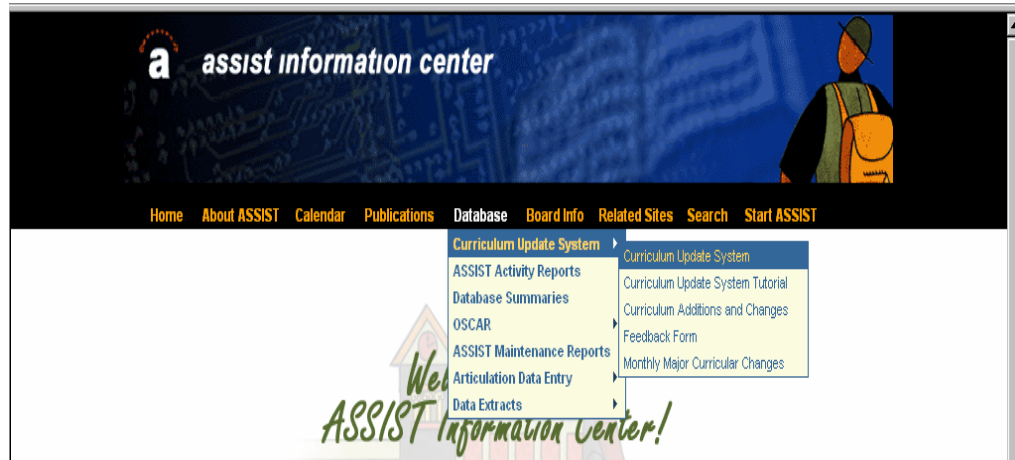 a assist information center
Home About ASSIST Calendar Publications Database Board Info Related Sites Search Start ASSIST
Curriculum Update System
ASSIST Activity Reports
Database Summaries
OSCAR
ASSIST Maintenance Reports
Articulation Data Entry
Data Extracts
Curriculum Update System
Curriculum Update System Tutorial
Curriculum Additions and Changes
Feedback Form
Monthly Major Curricular Changes
ASSIST Information Center!